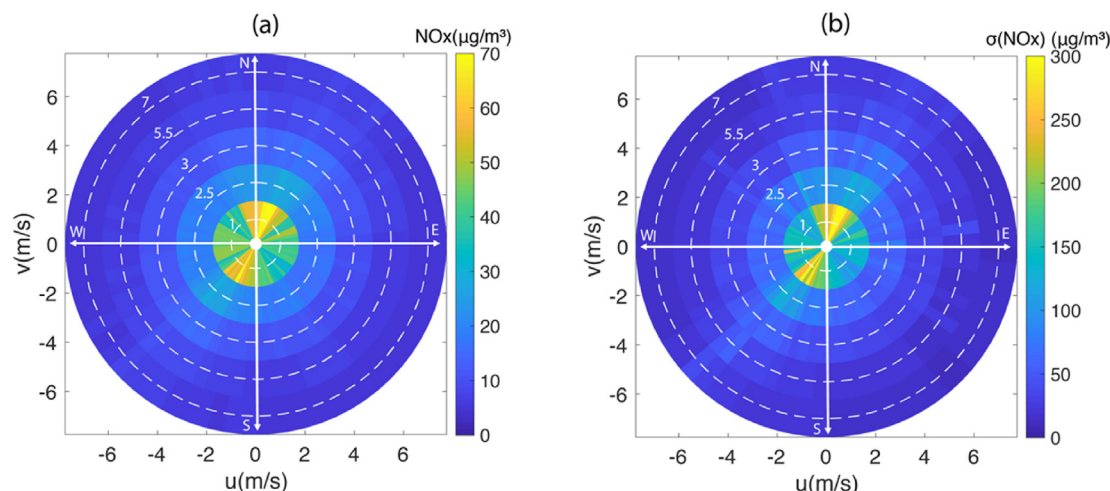 (a)
NOx(μg/m³)
N
70
60
50
40
30
20
10
0
6
4
2
0
-2
-4
-6
v(m/s)
7
5.5
3
2.5
1
W
E
S
-6 -4 -2 0 2 4 6
u(m/s)
(b)
σ(NOx) (μg/m³)
N
300
250
200
150
100
50
0
6
4
2
0
-2
-4
-6
v(m/s)
7
5.5
3
2.5
1
W
E
S
-6 -4 -2 0 2 4 6
u(m/s)